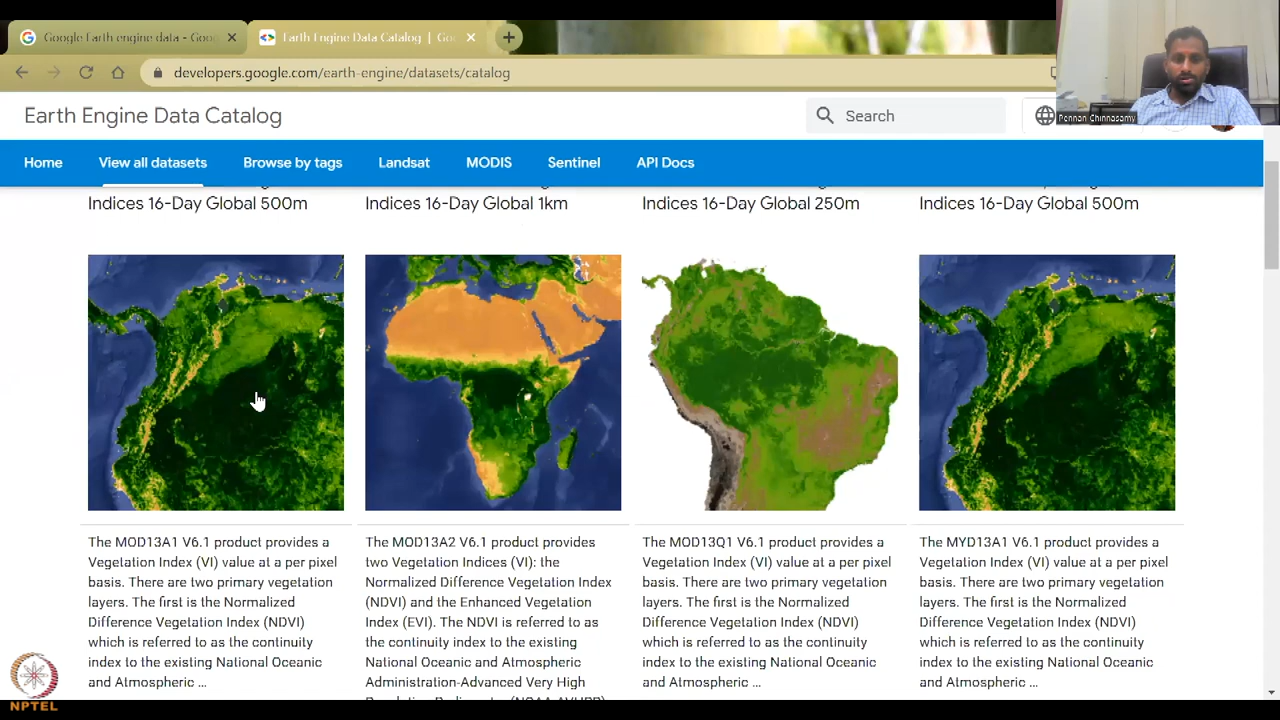 Google Earth engine data - Goo
Earth Engine Data Catalog | Go
developers.google.com/earth-engine/datasets/catalog
Pennan Chinnasamy
Earth Engine Data Catalog
Search
Home
View all datasets
Browse by tags
Landsat
MODIS
Sentinel
API Docs
Indices 16-Day Global 500m
Indices 16-Day Global 1km
Indices 16-Day Global 250m
Indices 16-Day Global 500m
The MOD13A1 V6.1 product provides a
Vegetation Index (VI) value at a per pixel
basis. There are two primary vegetation
layers. The first is the Normalized
Difference Vegetation Index (NDVI)
which is referred to as the continuity
index to the existing National Oceanic
and Atmospheric ...
The MOD13A2 V6.1 product provides
two Vegetation Indices (VI): the
Normalized Difference Vegetation Index
(NDVI) and the Enhanced Vegetation
Index (EVI). The NDVI is referred to as
the continuity index to the existing
National Oceanic and Atmospheric
Administration-Advanced Very High
The MOD13Q1 V6.1 product provides a
Vegetation Index (VI) value at a per pixel
basis. There are two primary vegetation
layers. The first is the Normalized
Difference Vegetation Index (NDVI)
which is referred to as the continuity
index to the existing National Oceanic
and Atmospheric ...
The MYD13A1 V6.1 product provides a
Vegetation Index (VI) value at a per pixel
basis. There are two primary vegetation
layers. The first is the Normalized
Difference Vegetation Index (NDVI)
which is referred to as the continuity
index to the existing National Oceanic
and Atmospheric ...
NPTEL